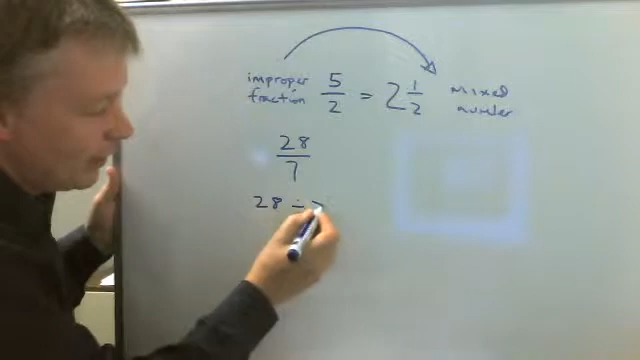 improper fraction 5/2 = 2 1/2 mixed number
28/7
28 ÷